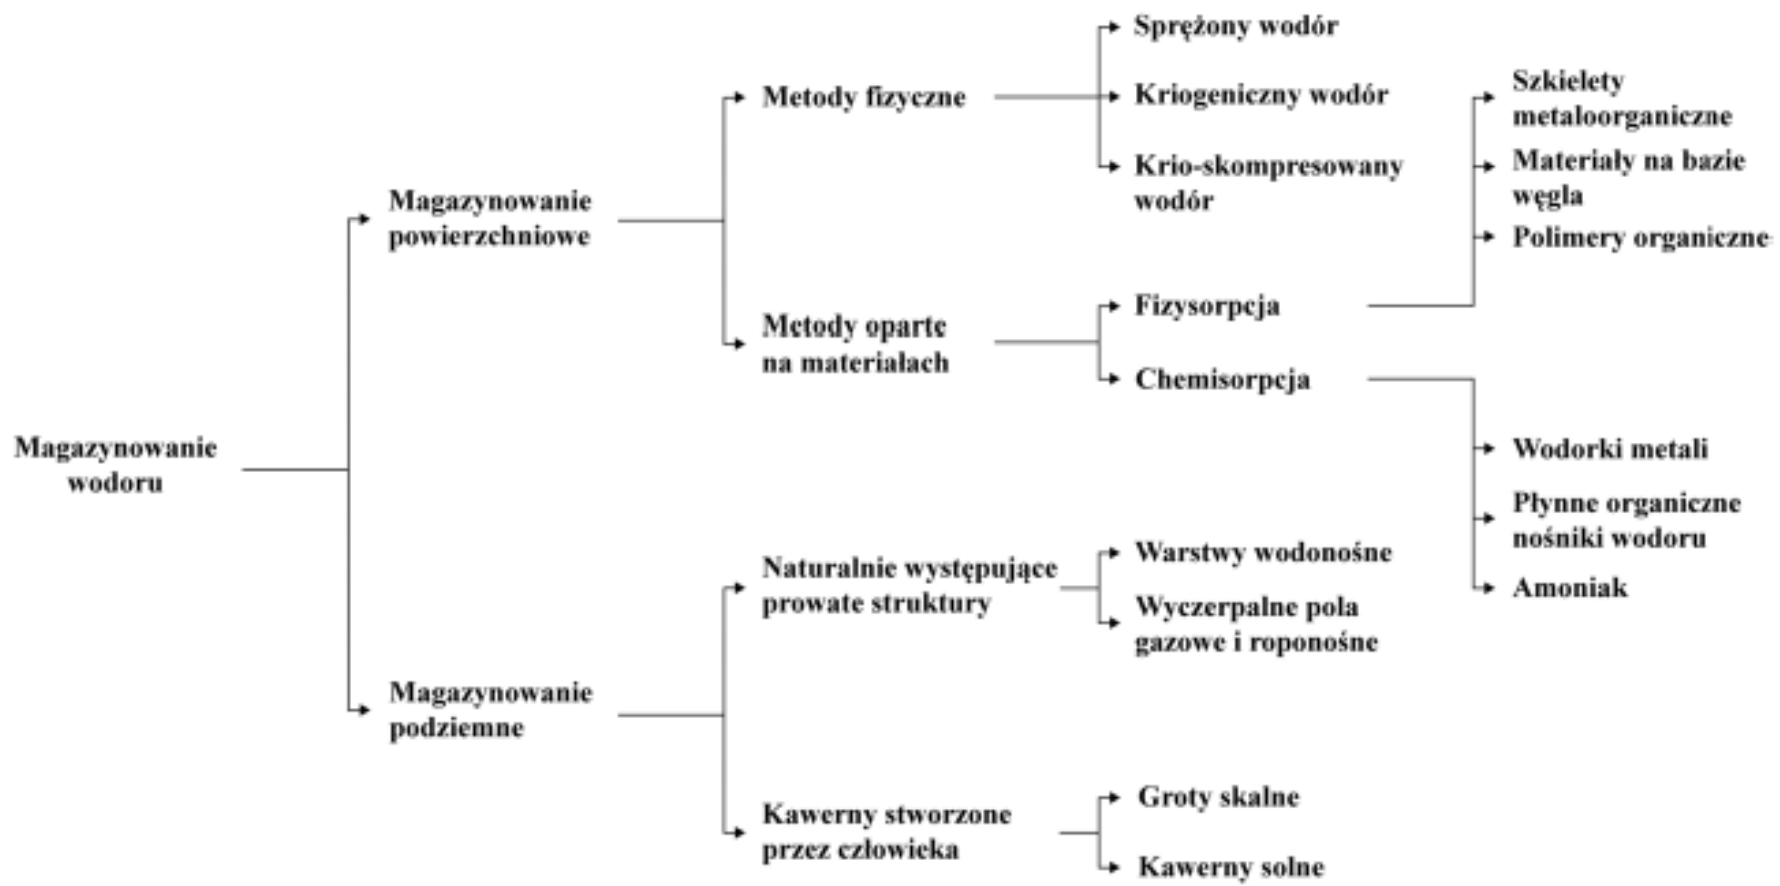 Magazynowanie
wodoru
Magazynowanie
powierzchniowe
Metody fizyczne
Sprężony wodór
Kriogeniczny wodór
Krio-skompresowany
wodór
Metody oparte
na materiałach
Fizysorpcja
Szkielety
metaloorganiczne
Materiały na bazie
węgla
Polimery organiczne
Chemisorpcja
Wodorki metali
Płynne organiczne
nośniki wodoru
Amoniak
Magazynowanie
podziemne
Naturalnie występujące
prowate struktury
Warstwy wodonośne
Wyczerpalne pola
gazowe i roponośne
Kawerny stworzone
przez człowieka
Groty skalne
Kawerny solne